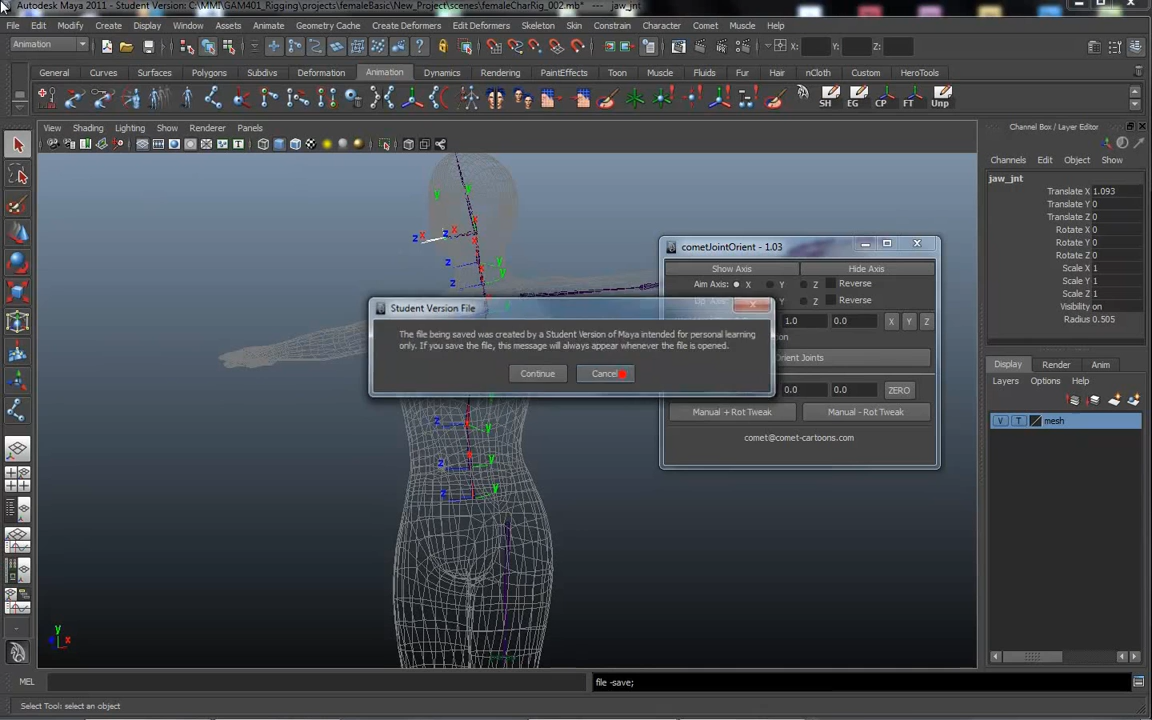 Autodesk Maya 2011 - Student Version: C:\MMI\GAM401_Rigging\projects\femaleBasic\New_Project\scenes\femaleCharRig_002.mb* --- jaw_jnt
File Edit Modify Create Display Window Assets Animate Geometry Cache Create Deformers Edit Deformers Skeleton Skin Constrain Character Muscle Comet Help
Animation X: Y: Z:
General Curves Surfaces Polygons Subdivs Deformation Animation Dynamics Rendering PaintEffects Toon Muscle Fluids Fur Hair nCloth Custom HeroTools
SH EG CP FT Unp
View Shading Lighting Show Renderer Panels
Channel Box / Layer Editor
Channels Edit Object Show
jaw_jnt
Translate X 1.093
Translate Y 0
Translate Z 0
Rotate X 0
Rotate Y 0
Rotate Z 0
Scale X 1
Scale Y 1
Scale Z 1
Visibility on
Radius 0.505
cometJointOrient - 1.03
Show Axis Hide Axis
Aim Axis: X Y Z Reverse
Y Z Reverse
1.0 0.0 X Y Z
Orient Joints
0.0 0.0 ZERO
Manual + Rot Tweak Manual - Rot Tweak
comet@comet-cartoons.com
Student Version File
The file being saved was created by a Student Version of Maya intended for personal learning
only. If you save the file, this message will always appear whenever the file is opened.
Continue Cancel
Display Render Anim
Layers Options Help
V T mesh
y
x
MEL file -save;
Select Tool: select an object